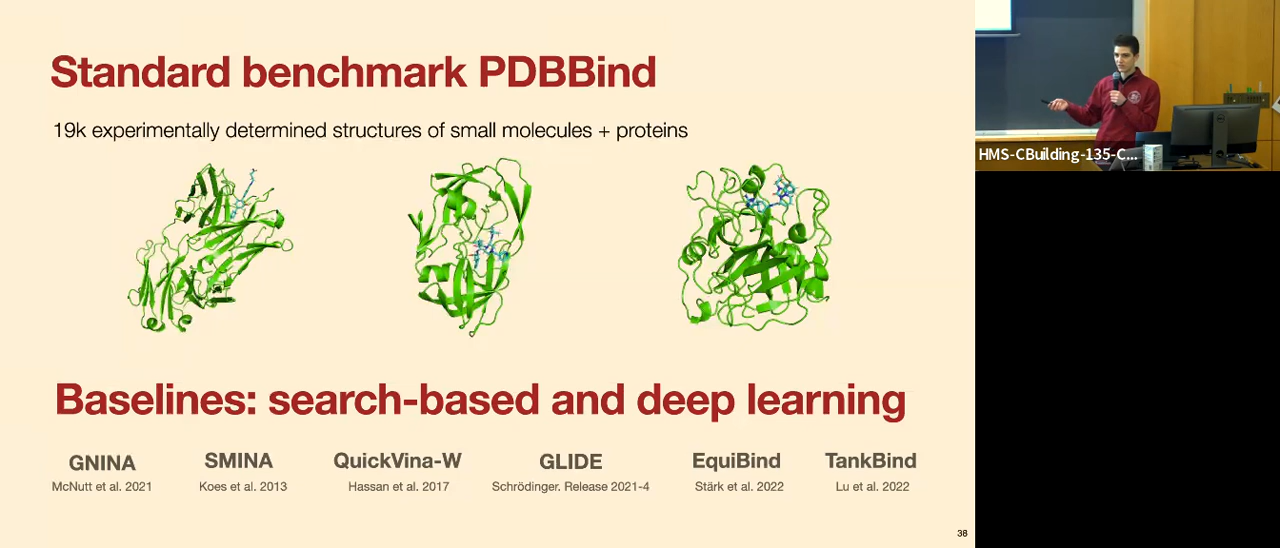 Standard benchmark PDBBind
19k experimentally determined structures of small molecules + proteins
HMS-CBuilding-135-C...
Baselines: search-based and deep learning
GNINA SMINA QuickVina-W GLIDE EquiBind TankBind
McNutt et al. 2021 Koes et al. 2013 Hassan et al. 2017 Schrödinger. Release 2021-4 Stärk et al. 2022 Lu et al. 2022
38